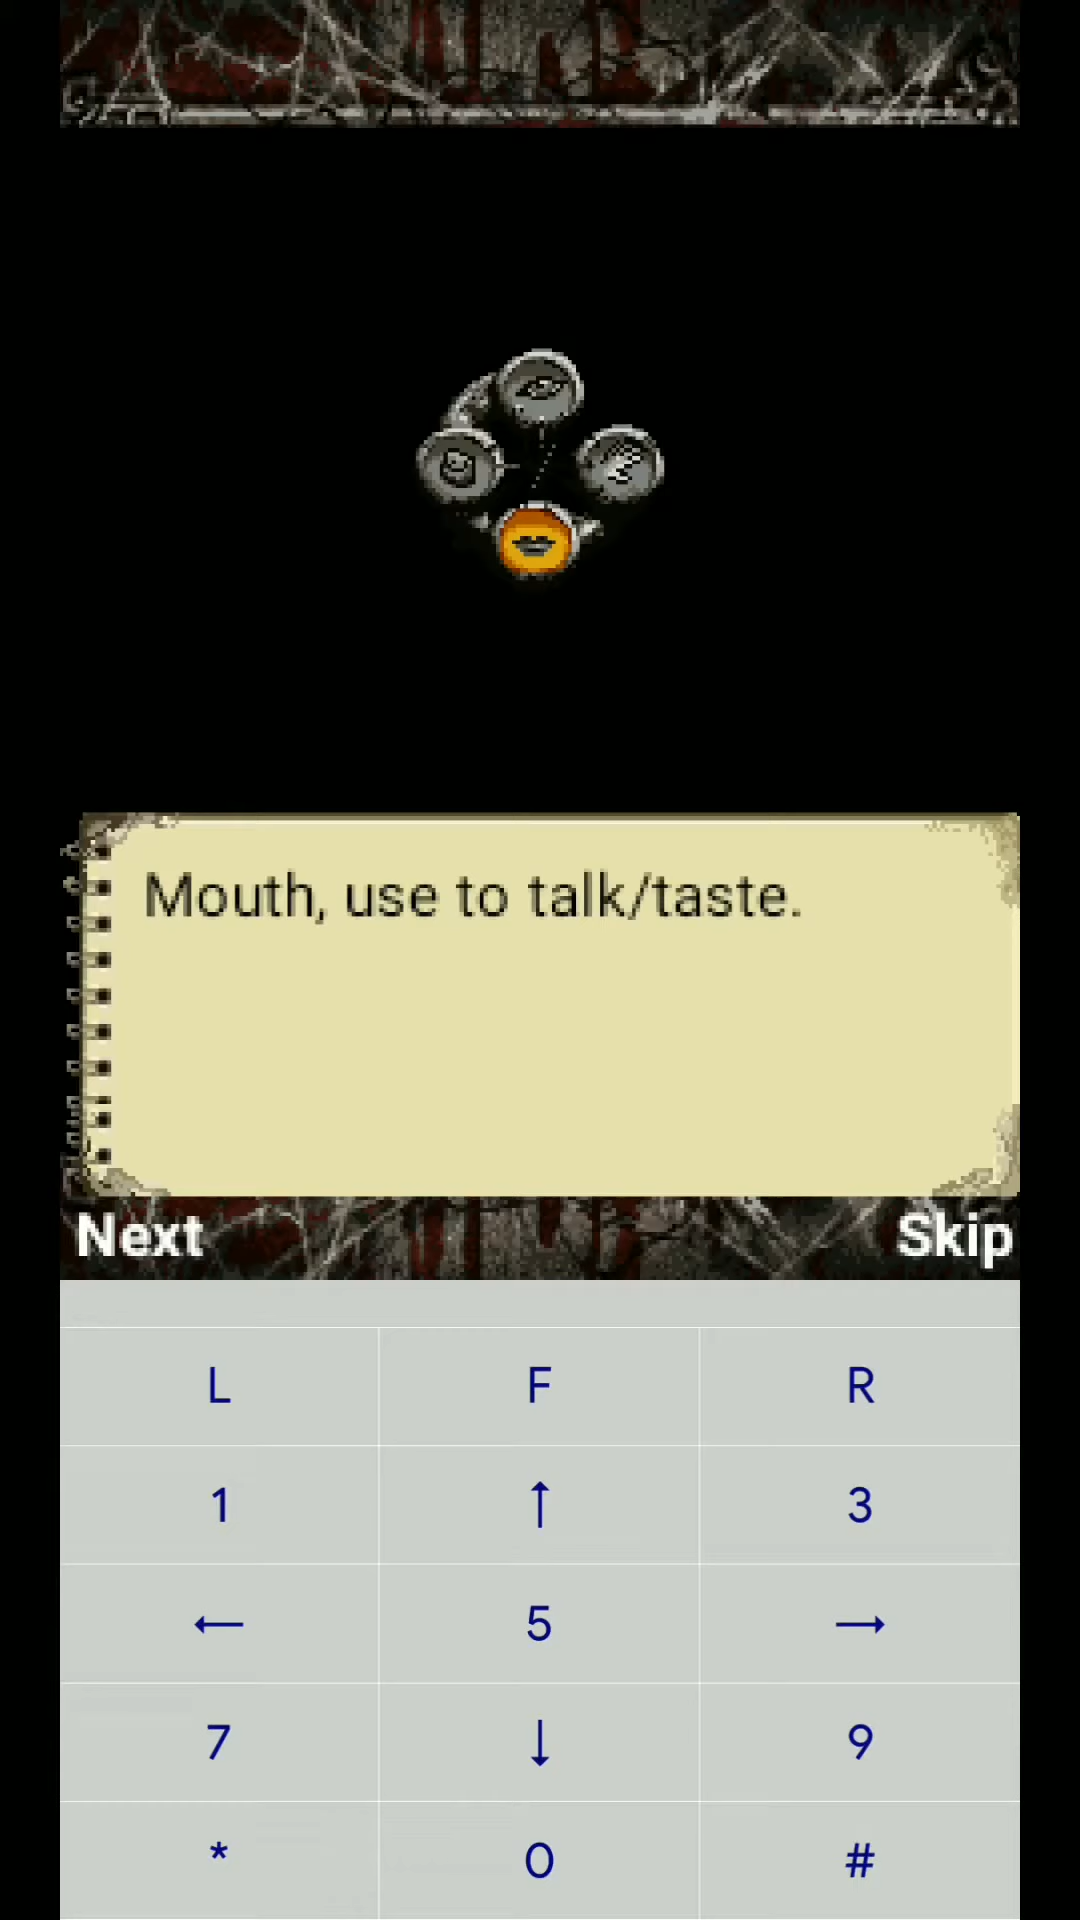 Mouth, use to talk/taste.
Next Skip
L F R
1 ↑ 3
← 5 →
7 ↓ 9
* 0 #